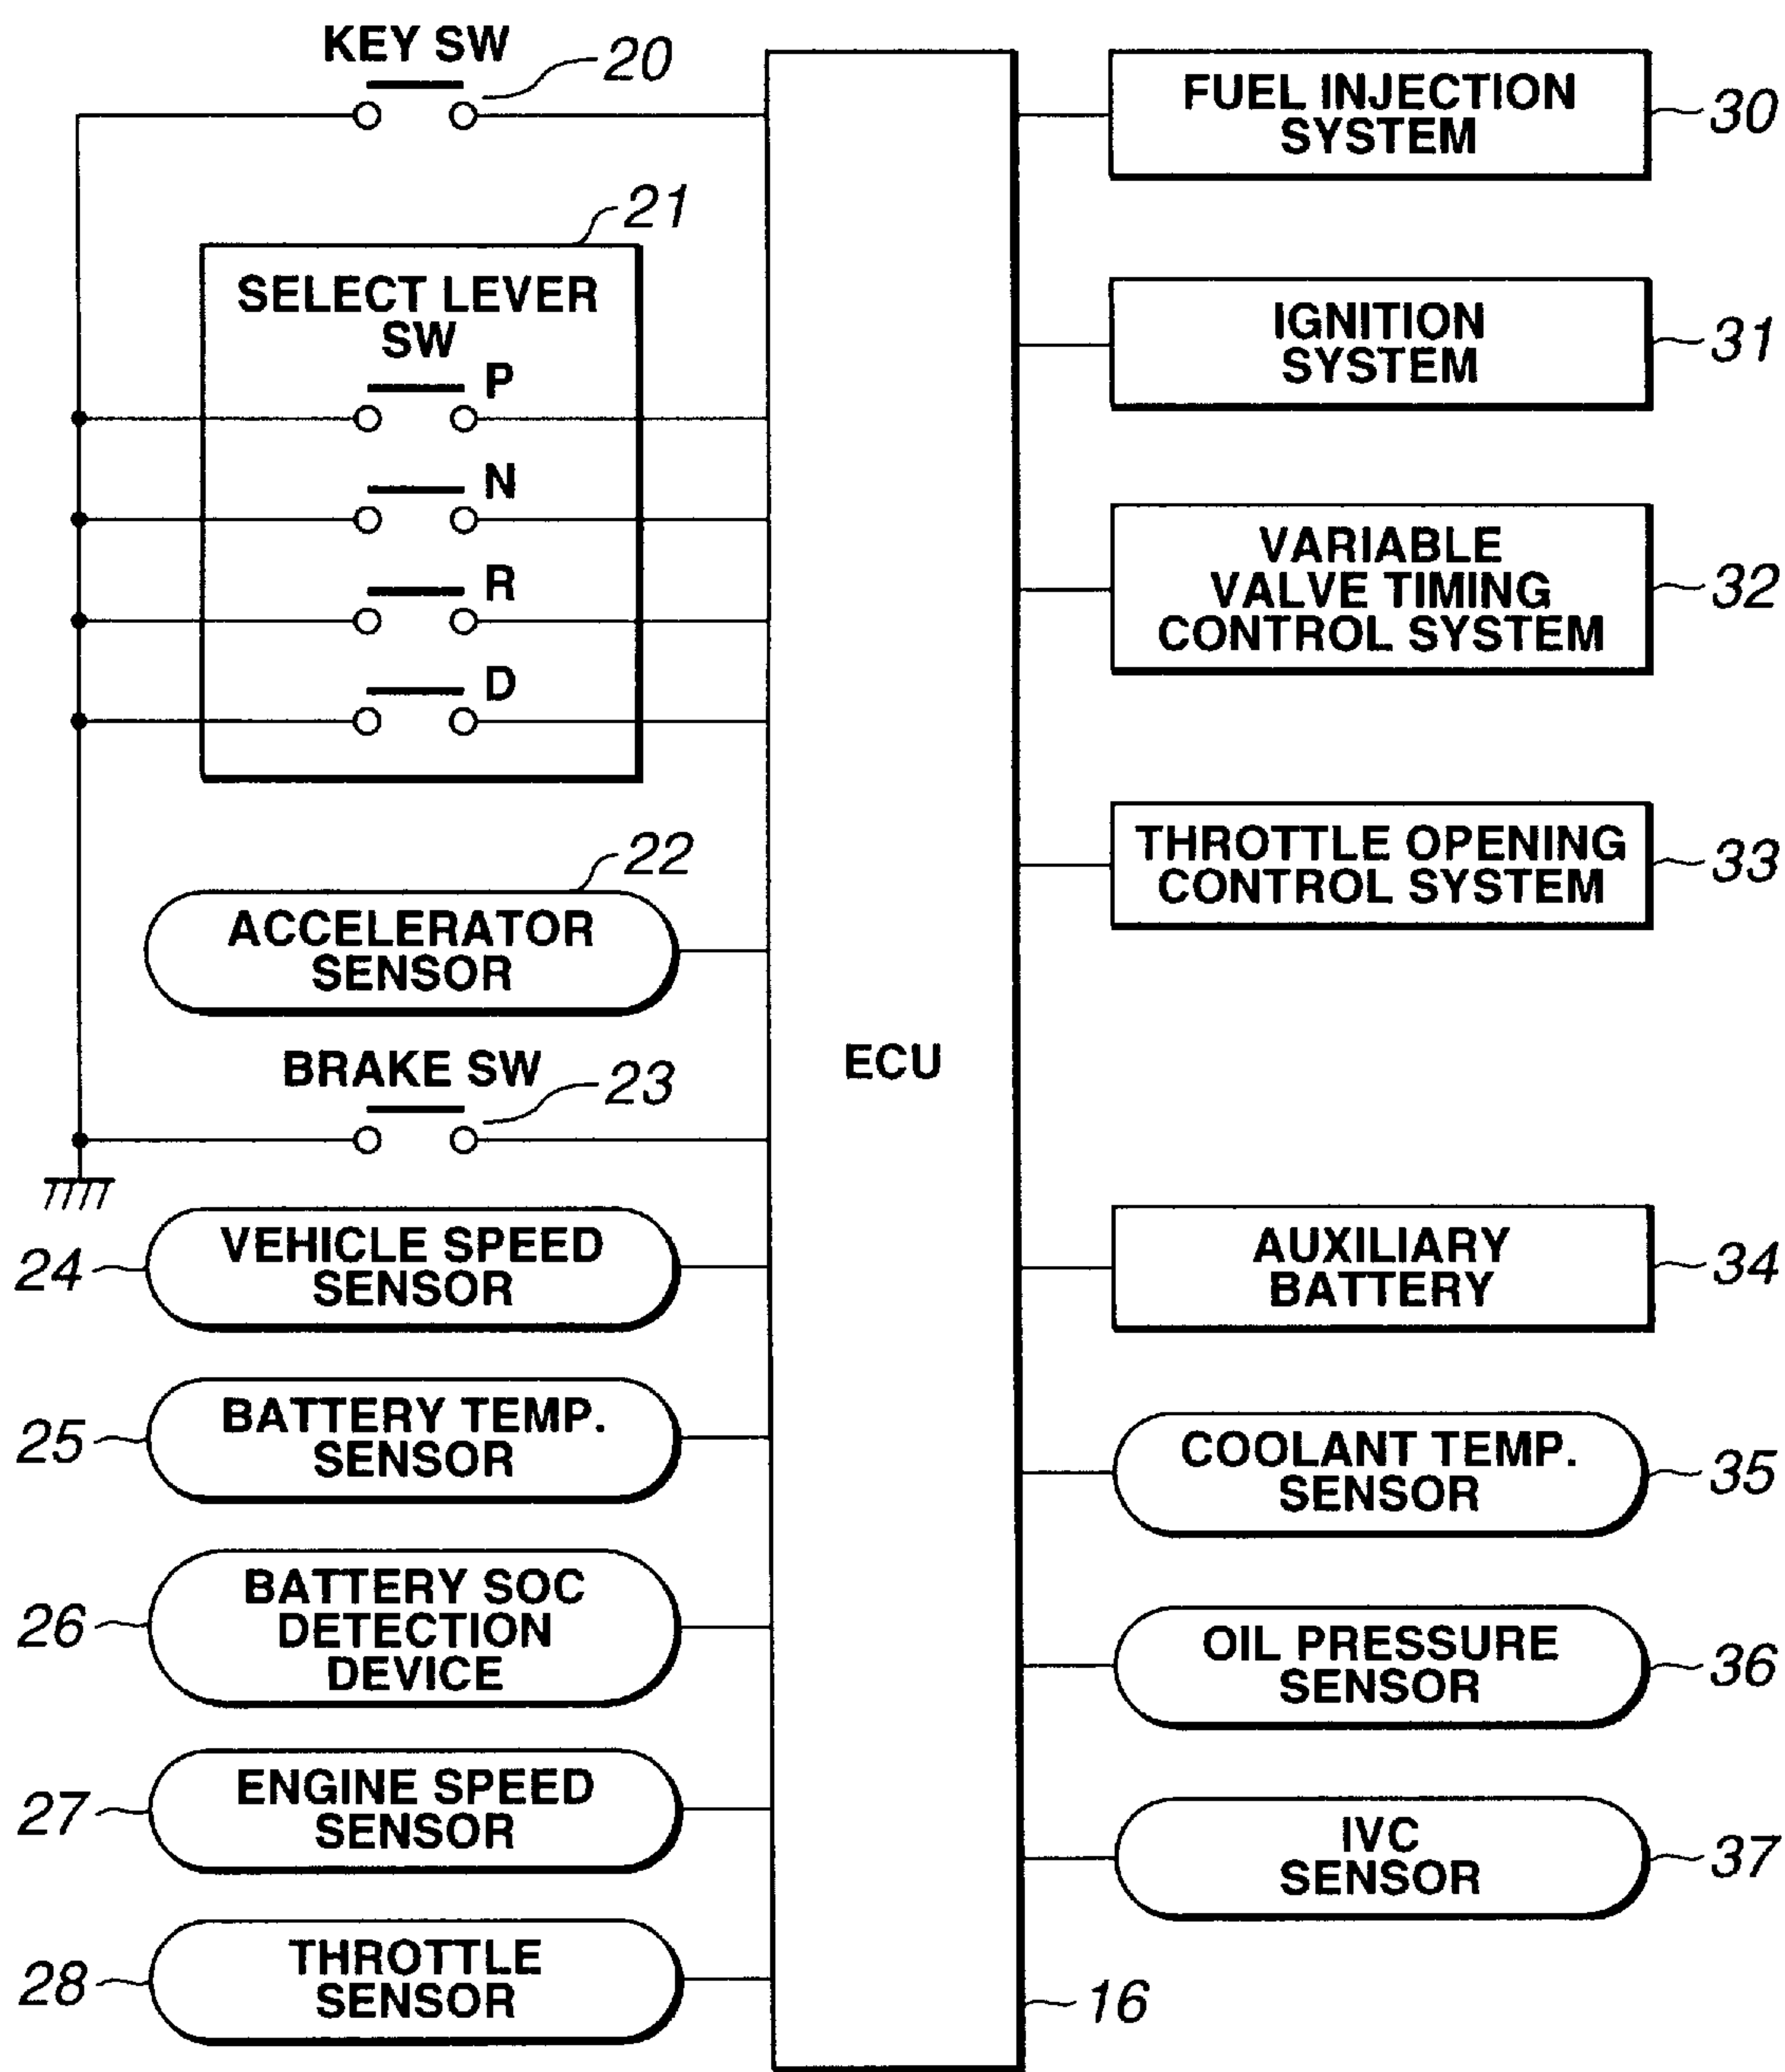 KEY SW
20
21
SELECT LEVER
SW
P
N
R
D
22
ACCELERATOR
SENSOR
BRAKE SW
23
24
VEHICLE SPEED
SENSOR
25
BATTERY TEMP.
SENSOR
26
BATTERY SOC
DETECTION
DEVICE
27
ENGINE SPEED
SENSOR
28
THROTTLE
SENSOR
ECU
16
FUEL INJECTION
SYSTEM
30
IGNITION
SYSTEM
31
VARIABLE
VALVE TIMING
CONTROL SYSTEM
32
THROTTLE OPENING
CONTROL SYSTEM
33
AUXILIARY
BATTERY
34
COOLANT TEMP.
SENSOR
35
OIL PRESSURE
SENSOR
36
IVC
SENSOR
37